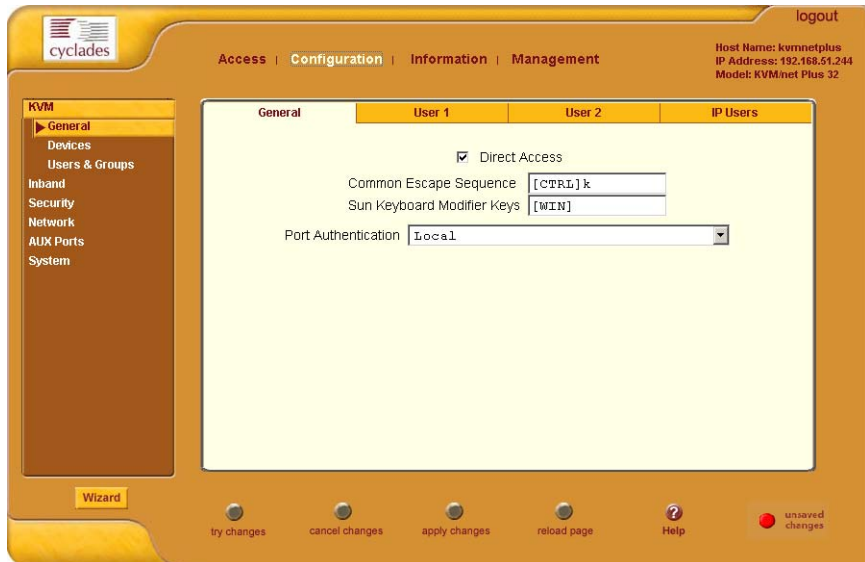 logout
cyclades
Access | Configuration | Information | Management
Host Name: kvmnetplus
IP Address: 192.168.51.244
Model: KVM/net Plus 32
KVM
General
Devices
Users & Groups
Inband
Security
Network
AUX Ports
System
General User 1 User 2 IP Users
Direct Access
Common Escape Sequence [CTRL]k
Sun Keyboard Modifier Keys [WIN]
Port Authentication Local
Wizard
try changes cancel changes apply changes reload page Help
unsaved
changes